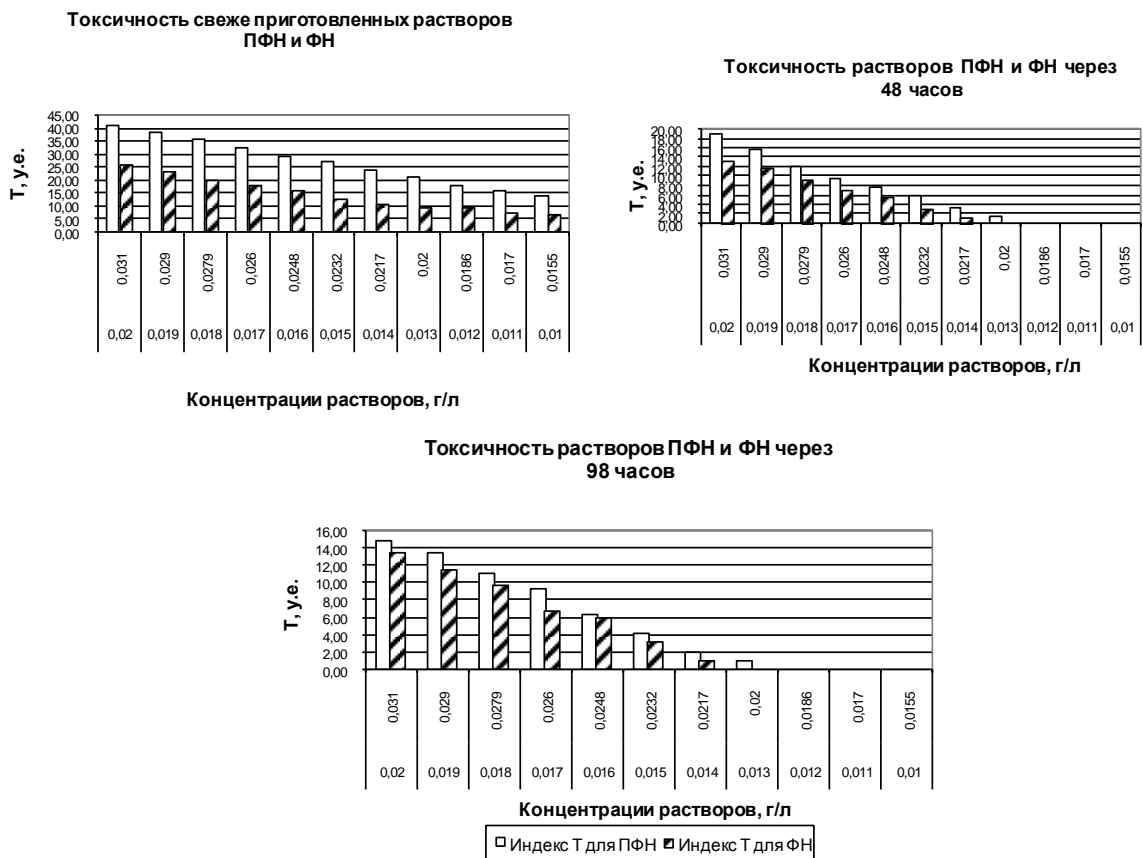 Токсичность свеже приготовленных растворов
ПФН и ФН
Т, у.е.
45,00
40,00
35,00
30,00
25,00
20,00
15,00
10,00
5,00
0,00
0,031 0,029 0,0279 0,026 0,0248 0,0232 0,0217 0,02 0,0186 0,017 0,0155
0,02 0,019 0,018 0,017 0,016 0,015 0,014 0,013 0,012 0,011 0,01
Концентрации растворов, г/л
Токсичность растворов ПФН и ФН через
48 часов
Т, у.е.
20,00
18,00
16,00
14,00
12,00
10,00
8,00
6,00
4,00
2,00
0,00
0,031 0,029 0,0279 0,026 0,0248 0,0232 0,0217 0,02 0,0186 0,017 0,0155
0,02 0,019 0,018 0,017 0,016 0,015 0,014 0,013 0,012 0,011 0,01
Концентрации растворов, г/л
Токсичность растворов ПФН и ФН через
98 часов
Т, у.е.
16,00
14,00
12,00
10,00
8,00
6,00
4,00
2,00
0,00
0,031 0,029 0,0279 0,026 0,0248 0,0232 0,0217 0,02 0,0186 0,017 0,0155
0,02 0,019 0,018 0,017 0,016 0,015 0,014 0,013 0,012 0,011 0,01
Концентрации растворов, г/л
Индекс Т для ПФН Индекс Т для ФН